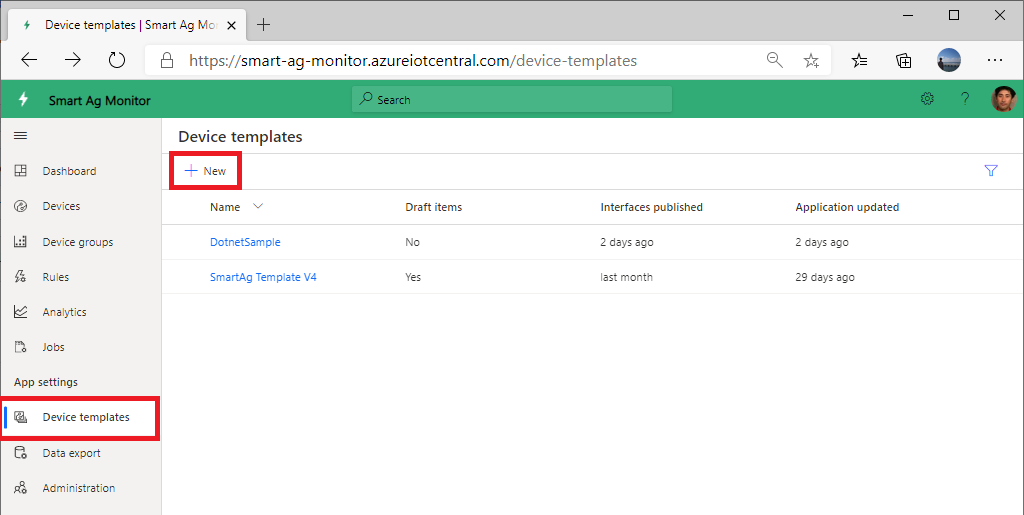 Device templates | Smart Ag Mon
https://smart-ag-monitor.azureiotcentral.com/device-templates
Smart Ag Monitor
Search
?
Device templates
New
Dashboard
Devices
Device groups
Rules
Analytics
Jobs
App settings
Device templates
Data export
Administration
Name Draft items Interfaces published Application updated
DotnetSample No 2 days ago 2 days ago
SmartAg Template V4 Yes last month 29 days ago